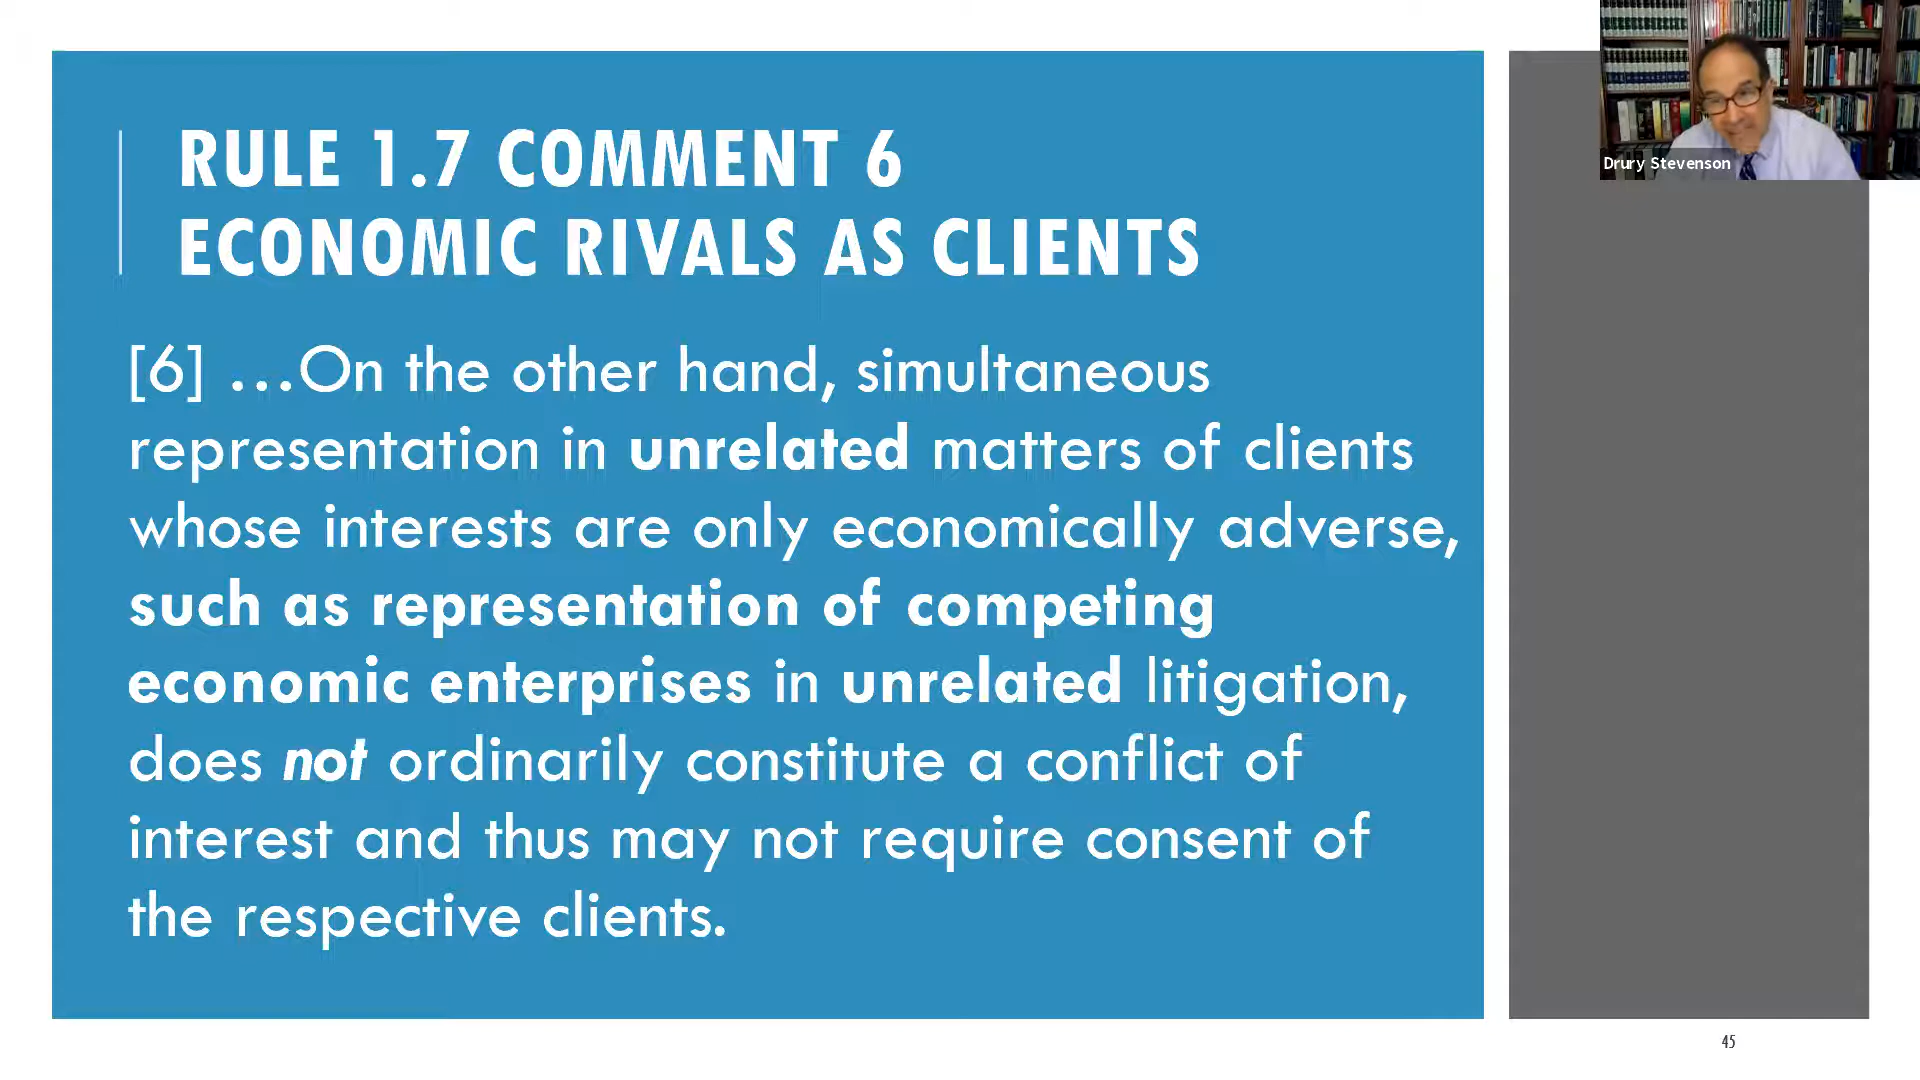 RULE 1.7 COMMENT 6
ECONOMIC RIVALS AS CLIENTS
[6] ...On the other hand, simultaneous
representation in unrelated matters of clients
whose interests are only economically adverse,
such as representation of competing
economic enterprises in unrelated litigation,
does not ordinarily constitute a conflict of
interest and thus may not require consent of
the respective clients.
Drury Stevenson
45